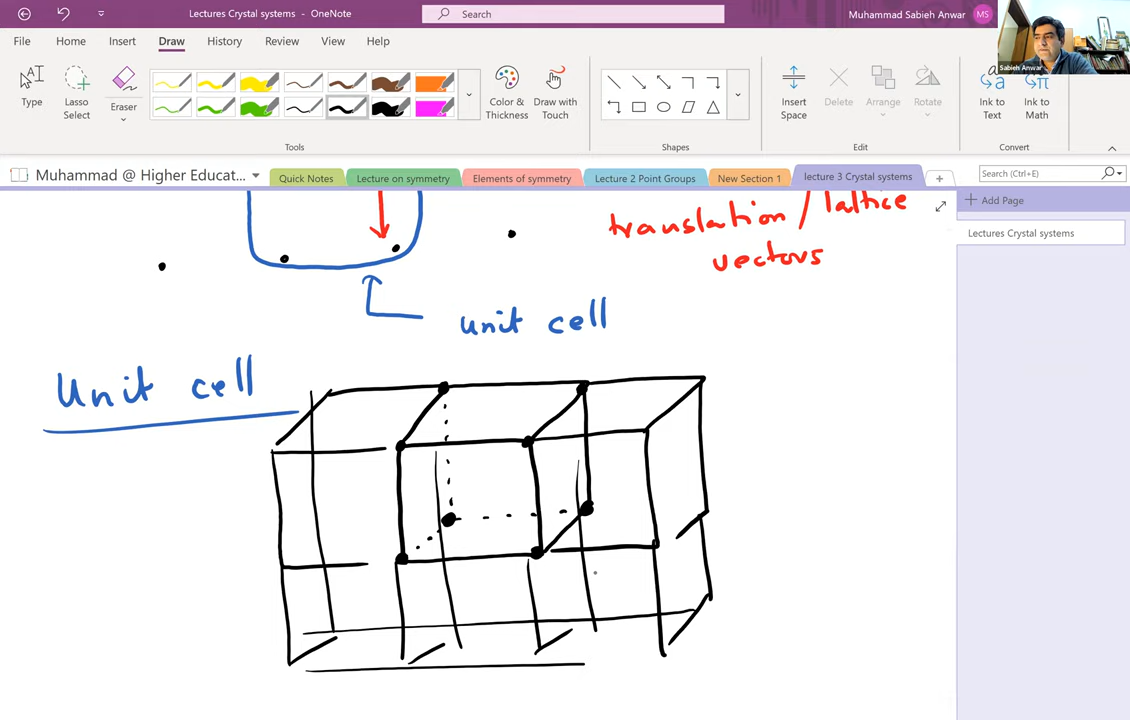 Lectures Crystal systems - OneNote
Search
Muhammad Sabieh Anwar
MS
File Home Insert Draw History Review View Help
Sabieh Anwar
Type
Lasso Select
Eraser
Color & Thickness
Draw with Touch
Insert Space
Delete
Arrange
Rotate
Ink to Text
Ink to Math
Tools
Shapes
Edit
Convert
Muhammad @ Higher Educat...
Quick Notes
Lecture on symmetry
Elements of symmetry
Lecture 2 Point Groups
New Section 1
lecture 3 Crystal systems
Search (Ctrl+E)
Add Page
Lectures Crystal systems
translation / lattice
vectors
unit cell
Unit cell